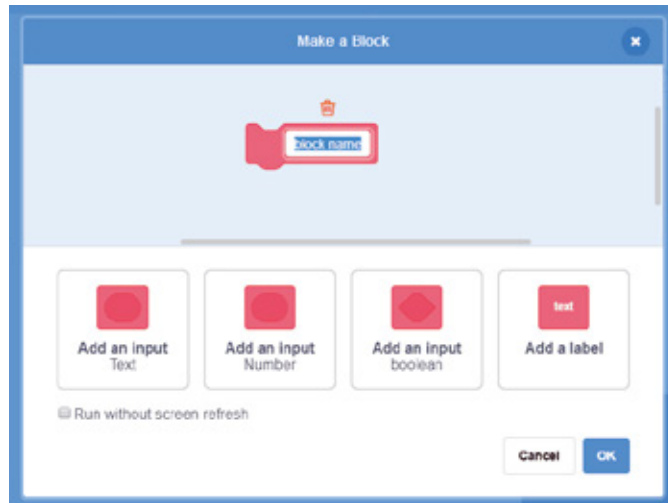 Make a Block
block name
text
Add an input
Text
Add an input
Number
Add an input
boolean
Add a label
Run without screen refresh
Cancel
OK